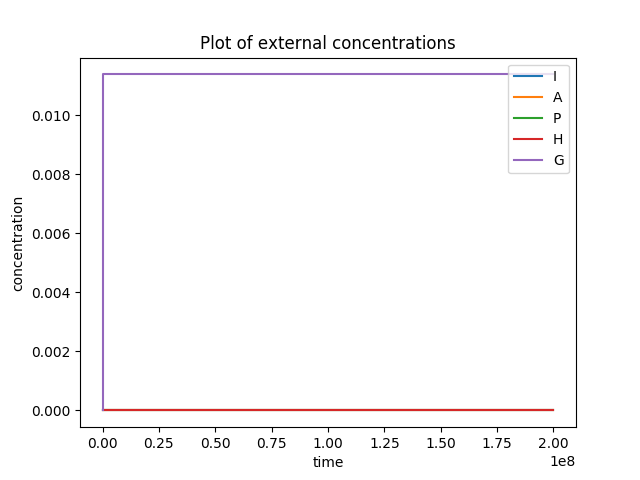 Plot of external concentrations
I
A
P
H
G
0.010
0.008
0.006
0.004
0.002
0.000
concentration
0.00 0.25 0.50 0.75 1.00 1.25 1.50 1.75 2.00
1e8
time